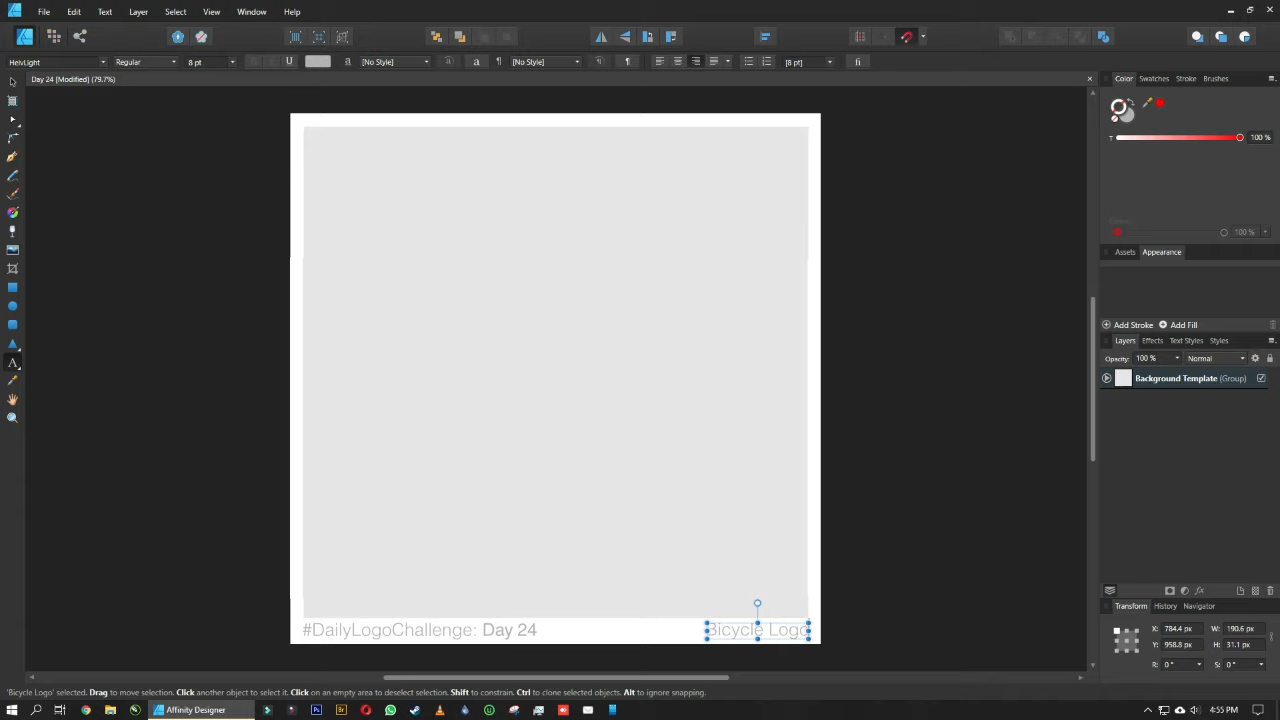 File Edit Text Layer Select View Window Help
HelvLight Regular 8 pt U [No Style] a [No Style] ¶ [8 pt] fi
Day 24 [Modified] (79.7%)
Color Swatches Stroke Brushes
T 100 %
Opacity
100 %
Assets Appearance
Add Stroke Add Fill
Layers Effects Text Styles Styles
Opacity: 100 % Normal
Background Template (Group)
#DailyLogoChallenge: Day 24
Bicycle Logo
Transform History Navigator
X: 784.4 px W: 190.6 px
Y: 958.8 px H: 31.1 px
R: 0 ° S: 0 °
'Bicycle Logo' selected. Drag to move selection. Click another object to select it. Click on an empty area to deselect selection. Shift to constrain. Ctrl to clone selected objects. Alt to ignore snapping.
Affinity Designer
4:55 PM